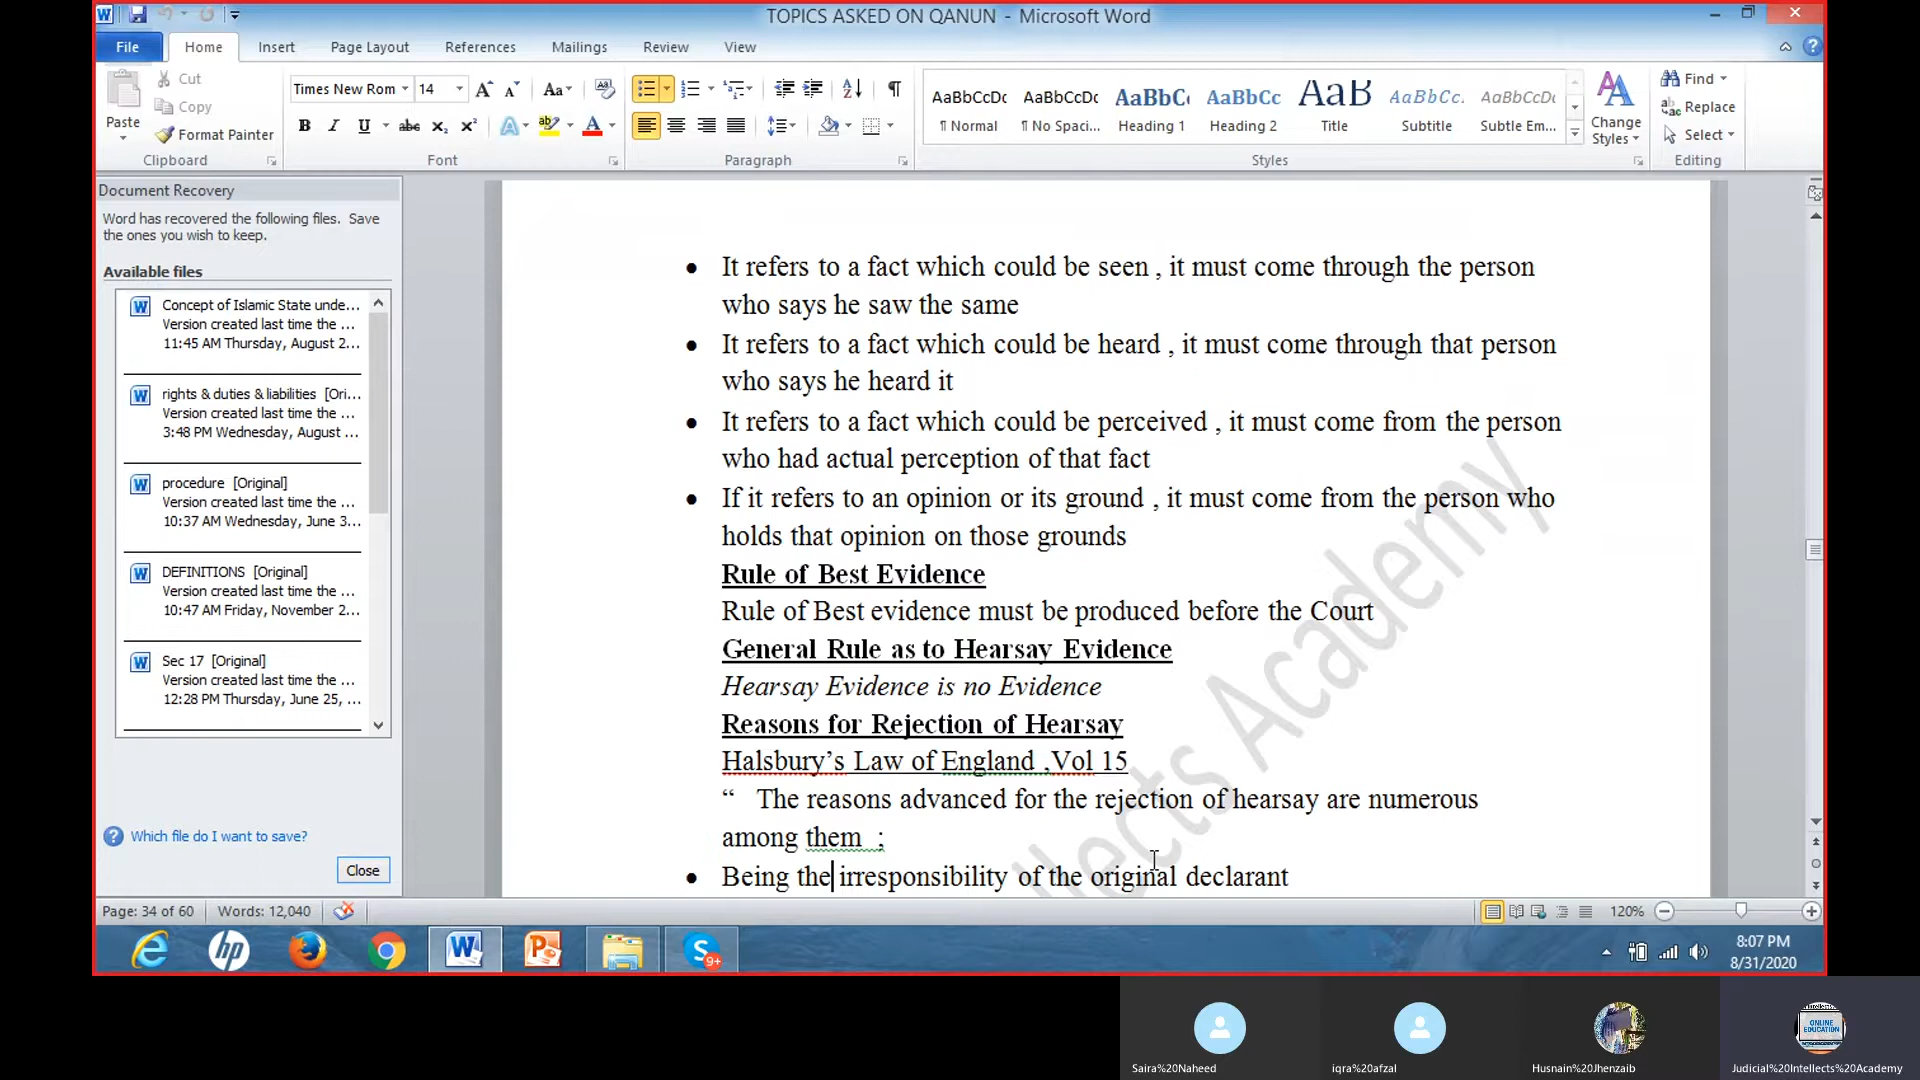 TOPICS ASKED ON QANUN - Microsoft Word
File Home Insert Page Layout References Mailings Review View
Paste
Cut
Copy
Format Painter
Clipboard
Times New Rom 14
Font
Paragraph
AaBbCcDc AaBbCcDc AaBbC AaBbCc AaB AaBbCc. AaBbCcDc
¶ Normal ¶ No Spaci... Heading 1 Heading 2 Title Subtitle Subtle Em...
Change
Styles
Styles
Find
Replace
Select
Editing
Document Recovery
Word has recovered the following files. Save
the ones you wish to keep.
Available files
Concept of Islamic State unde...
Version created last time the ...
11:45 AM Thursday, August 2...
rights & duties & liabilities [Ori...
Version created last time the ...
3:48 PM Wednesday, August ...
procedure [Original]
Version created last time the ...
10:37 AM Wednesday, June 3...
DEFINITIONS [Original]
Version created last time the ...
10:47 AM Friday, November 2...
Sec 17 [Original]
Version created last time the ...
12:28 PM Thursday, June 25, ...
Which file do I want to save?
Close
• It refers to a fact which could be seen , it must come through the person
who says he saw the same
• It refers to a fact which could be heard , it must come through that person
who says he heard it
• It refers to a fact which could be perceived , it must come from the person
who had actual perception of that fact
• If it refers to an opinion or its ground , it must come from the person who
holds that opinion on those grounds
Rule of Best Evidence
Rule of Best evidence must be produced before the Court
General Rule as to Hearsay Evidence
Hearsay Evidence is no Evidence
Reasons for Rejection of Hearsay
Halsbury’s Law of England ,Vol 15
“ The reasons advanced for the rejection of hearsay are numerous
among them ;
• Being the irresponsibility of the original declarant
llects Academy
Page: 34 of 60 Words: 12,040 120%
9+
8:07 PM
8/31/2020
ONLINE
EDUCATION
Saira%20Naheed iqra%20afzal Husnain%20Jhenzaib Judicial%20Intellects%20Academy